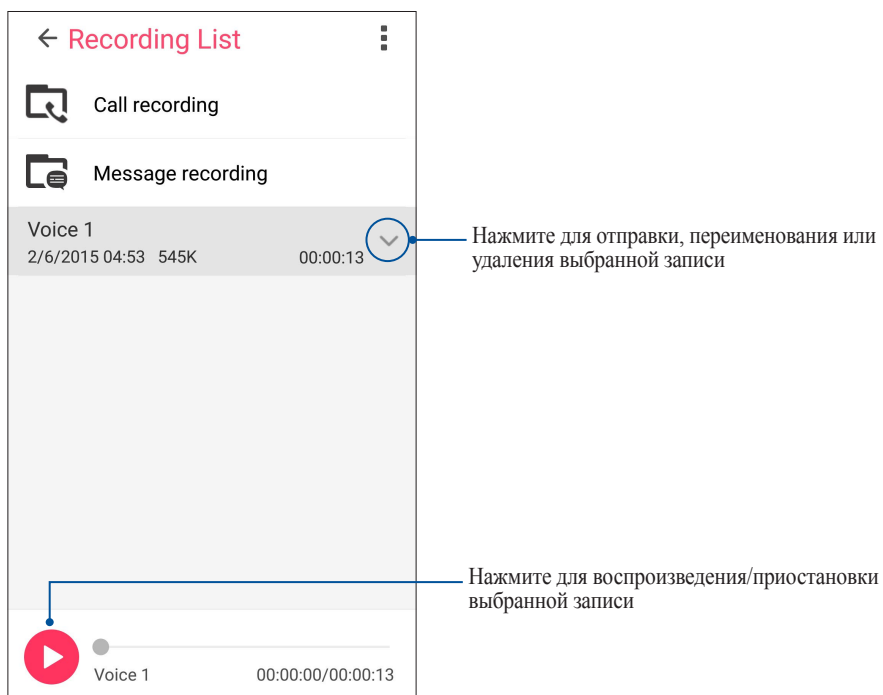 Recording List
Call recording
Message recording
Voice 1
2/6/2015 04:53 545K 00:00:13
Нажмите для отправки, переименования или
удаления выбранной записи
Нажмите для воспроизведения/приостановки
выбранной записи
Voice 1 00:00:00/00:00:13